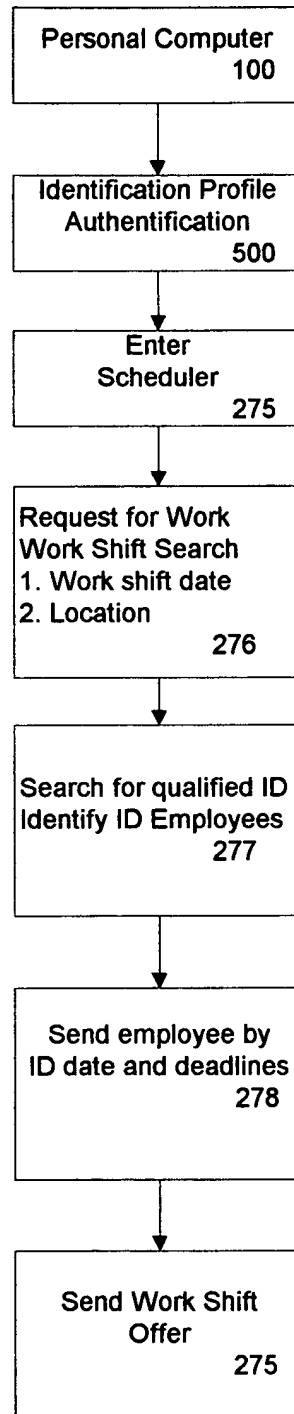 Personal Computer
100
Identification Profile
Authentification
500
Enter
Scheduler
275
Request for Work
Work Shift Search
1. Work shift date
2. Location
276
Search for qualified ID
Identify ID Employees
277
Send employee by
ID date and deadlines
278
Send Work Shift
Offer
275